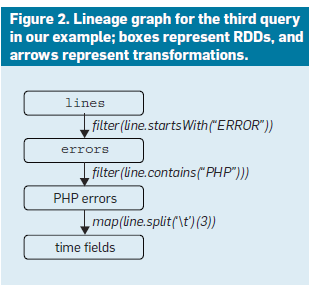 Figure 2. Lineage graph for the third query
in our example; boxes represent RDDs, and
arrows represent transformations.
lines
filter(line.startsWith(“ERROR”))
errors
filter(line.contains(“PHP”)))
PHP errors
map(line.split(‘\t’)(3))
time fields